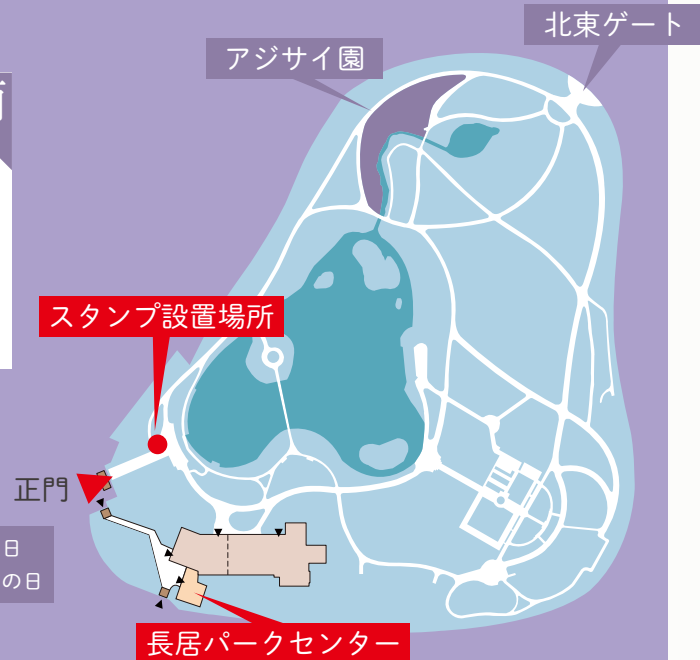 北東ゲート
アジサイ園
スタンプ設置場所
正門
日
の日
長居パークセンター